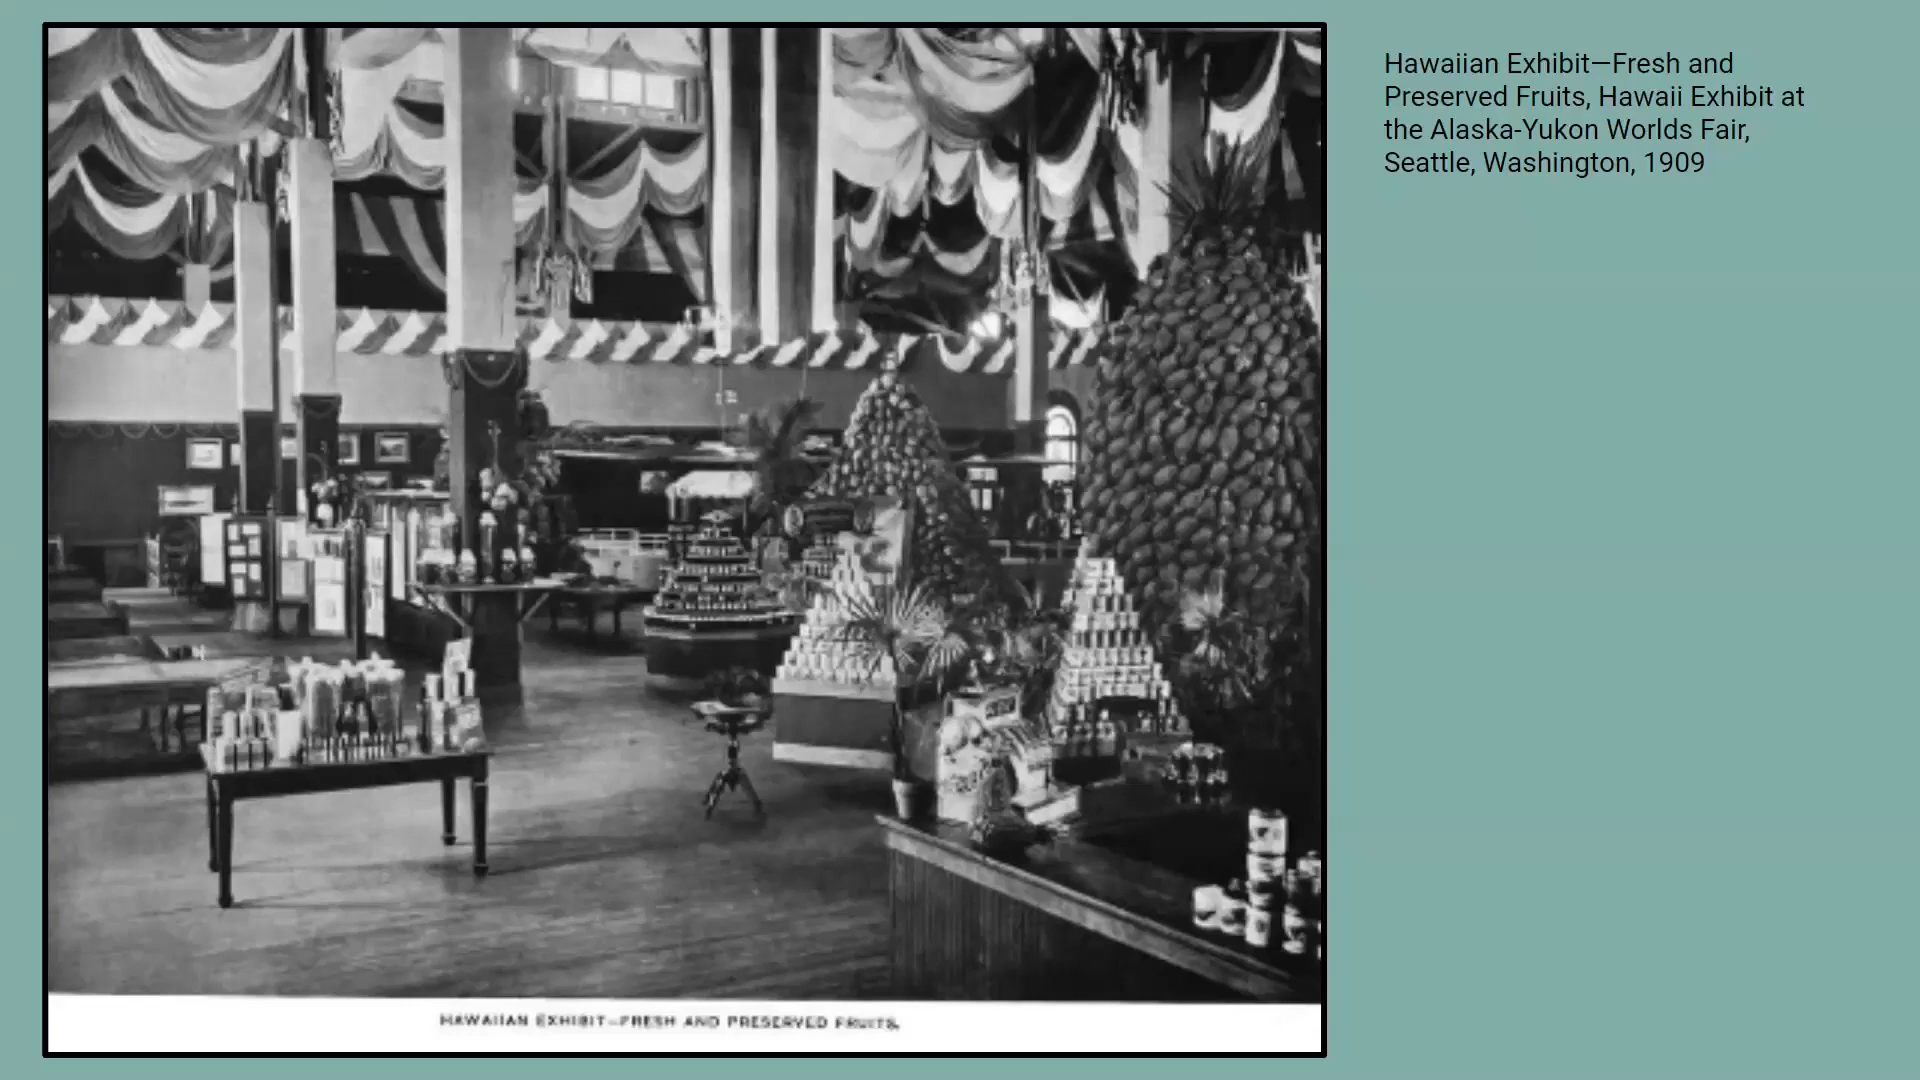 Hawaiian Exhibit—Fresh and
Preserved Fruits, Hawaii Exhibit at
the Alaska-Yukon Worlds Fair,
Seattle, Washington, 1909
HAWAIIAN EXHIBIT—FRESH AND PRESERVED FRUITS.